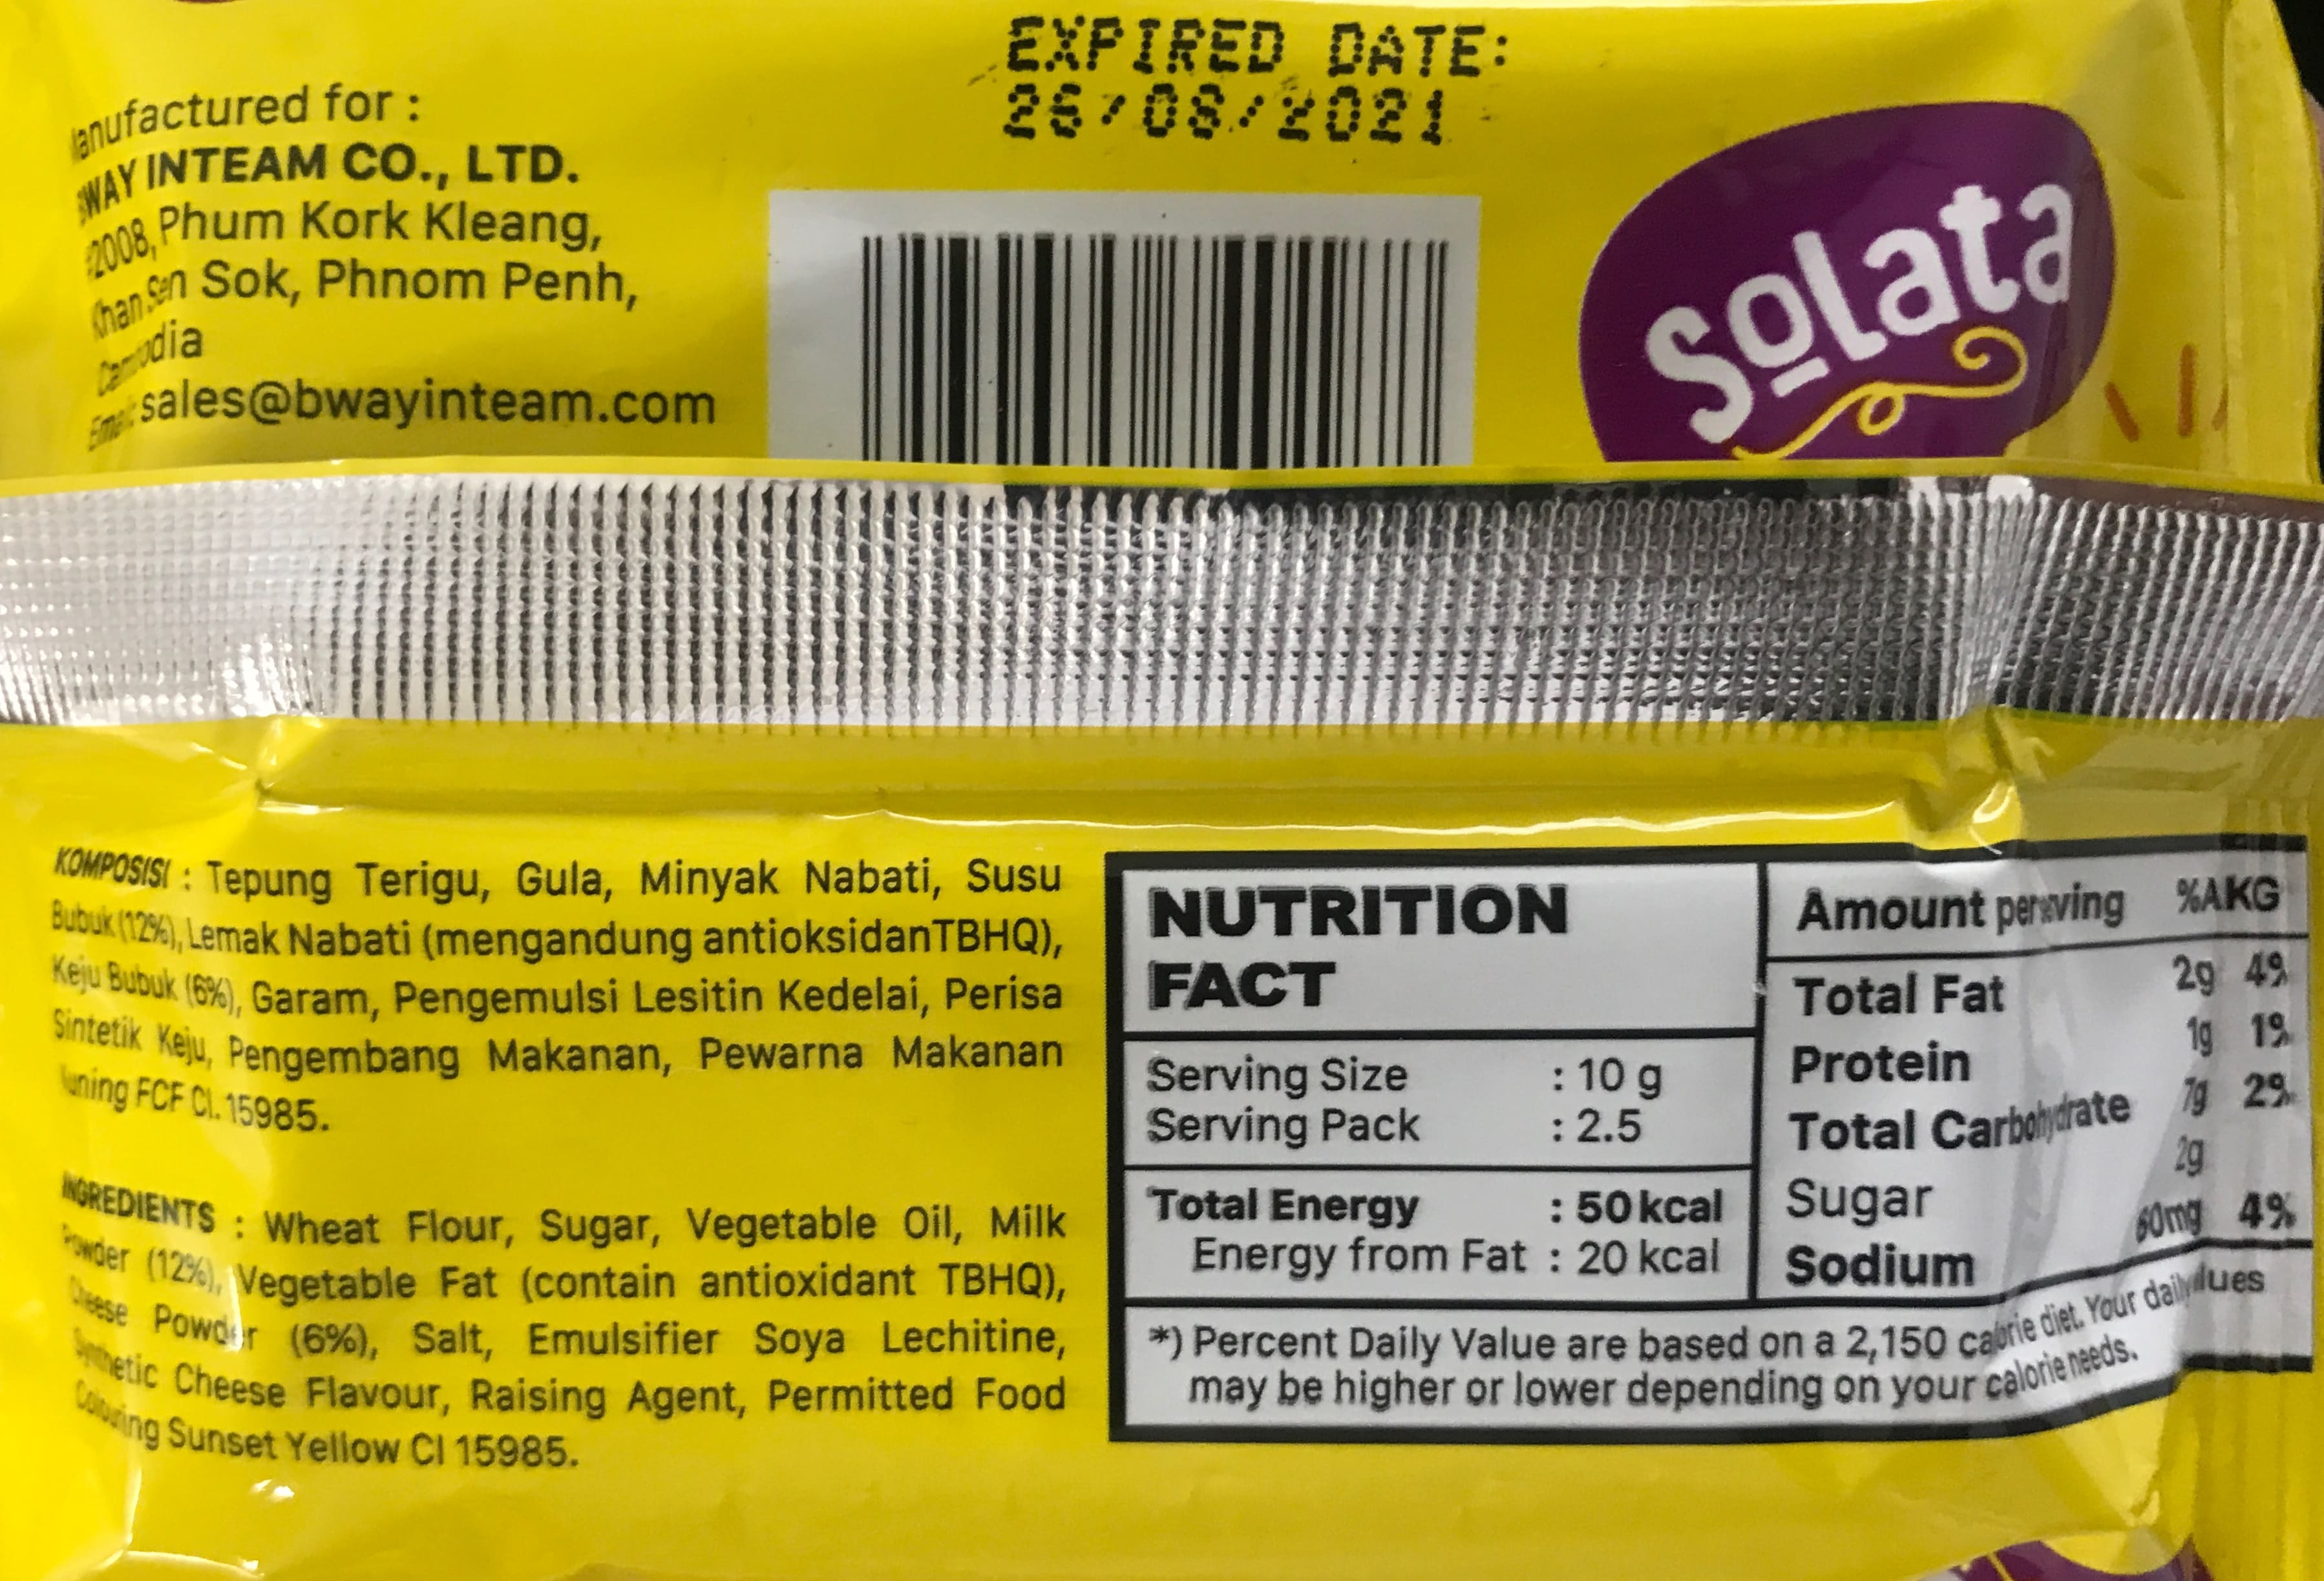 Manufactured for :
BWAY INTEAM CO., LTD.
#2008, Phum Kork Kleang,
Khan Sen Sok, Phnom Penh,
Cambodia
Email: sales@bwayinteam.com
EXPIRED DATE:
26/08/2021
Solata
KOMPOSISI : Tepung Terigu, Gula, Minyak Nabati, Susu
Bubuk (12%), Lemak Nabati (mengandung antioksidanTBHQ),
Keju Bubuk (6%), Garam, Pengemulsi Lesitin Kedelai, Perisa
Sintetik Keju, Pengembang Makanan, Pewarna Makanan
Kuning FCF CI. 15985.
INGREDIENTS : Wheat Flour, Sugar, Vegetable Oil, Milk
Powder (12%), Vegetable Fat (contain antioxidant TBHQ),
Cheese Powder (6%), Salt, Emulsifier Soya Lechitine,
Synthetic Cheese Flavour, Raising Agent, Permitted Food
Colouring Sunset Yellow CI 15985.
NUTRITION
FACT
Serving Size : 10 g
Serving Pack : 2.5
Total Energy : 50 kcal
Energy from Fat : 20 kcal
Amount per serving %AKG
Total Fat 2g 4%
Protein 1g 1%
Total Carbohydrate 7g 2%
Sugar 2g
Sodium 60mg 4%
*) Percent Daily Value are based on a 2,150 calorie diet. Your daily values
may be higher or lower depending on your calorie needs.